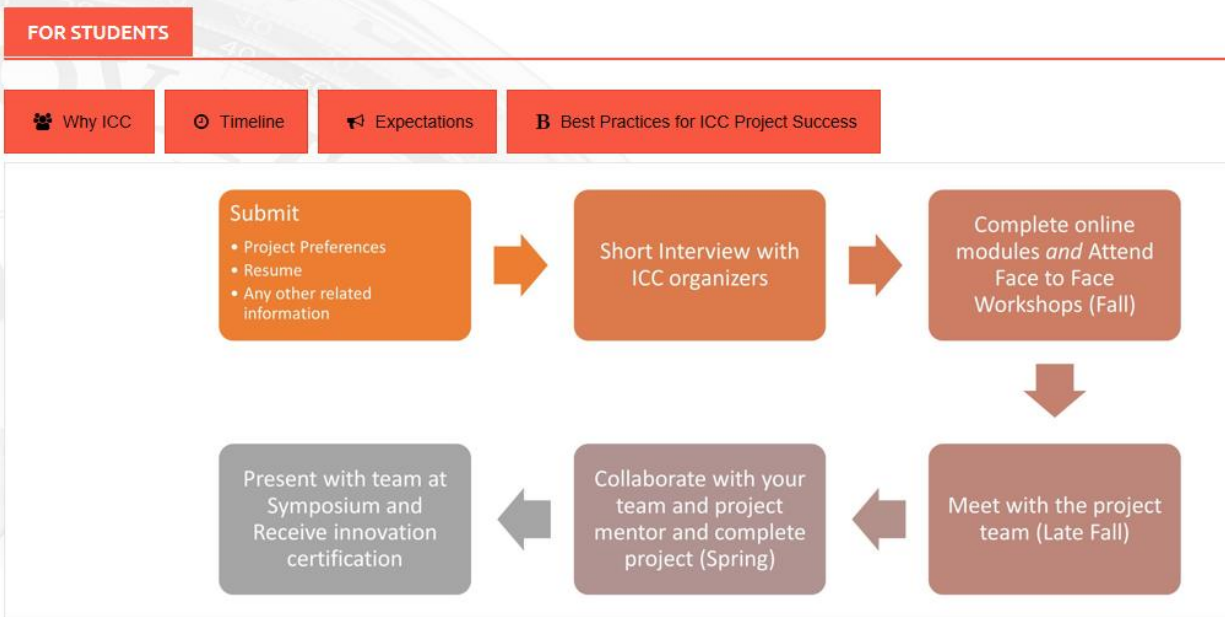 FOR STUDENTS
Why ICC
Timeline
Expectations
B Best Practices for ICC Project Success
Submit
• Project Preferences
• Resume
• Any other related
information
Short Interview with
ICC organizers
Complete online
modules and Attend
Face to Face
Workshops (Fall)
Meet with the project
team (Late Fall)
Collaborate with your
team and project
mentor and complete
project (Spring)
Present with team at
Symposium and
Receive innovation
certification